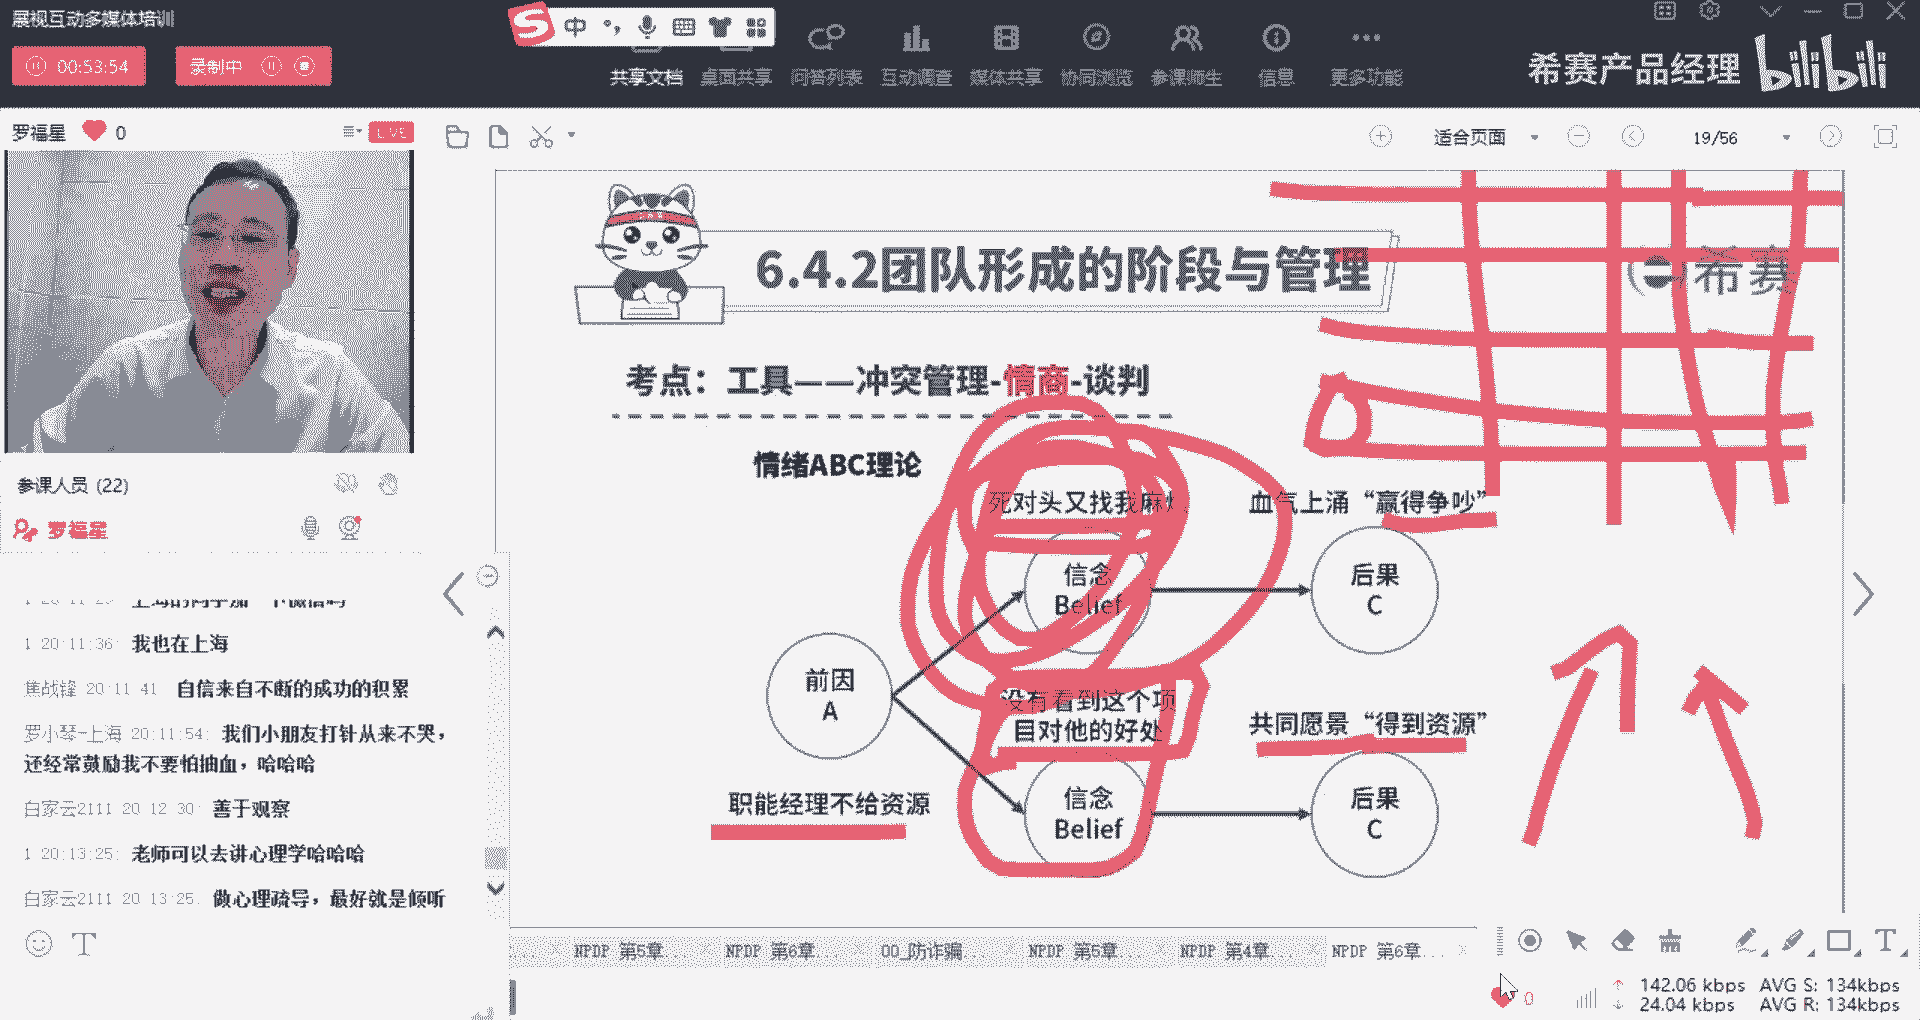 展视互动多媒体培训
00:53:54
录制中
中
共享文档
桌面共享
问答列表
互动调查
媒体共享
协同浏览
参课师生
信息
更多功能
希赛产品经理
bilibili
罗福星
0
LIVE
适合页面
19/56
6.4.2团队形成的阶段与管理
希赛
考点：工具——冲突管理-情商-谈判
情绪ABC理论
死对头又找我麻烦
血气上涌“赢得争吵”
信念
Belief
后果
C
前因
A
没有看到这个项
目对他的好处
共同愿景“得到资源”
职能经理不给资源
信念
Belief
后果
C
参课人员 (22)
罗福星
1 20:11:36: 我也在上海
焦战锋 20:11:41: 自信来自不断的成功的积累
罗小琴-上海 20:11:54: 我们小朋友打针从来不哭，
还经常鼓励我不要怕抽血，哈哈哈
白家云2111 20:12:30: 善于观察
1 20:13:25: 老师可以去讲心理学哈哈哈
白家云2111 20:13:25: 做心理疏导，最好就是倾听
NPDP 第5章...
NPDP 第6章...
00_防诈骗...
NPDP 第5章...
NPDP 第4章...
NPDP 第6章...
0
142.06 kbps AVG S: 134kbps
24.04 kbps AVG R: 134kbps